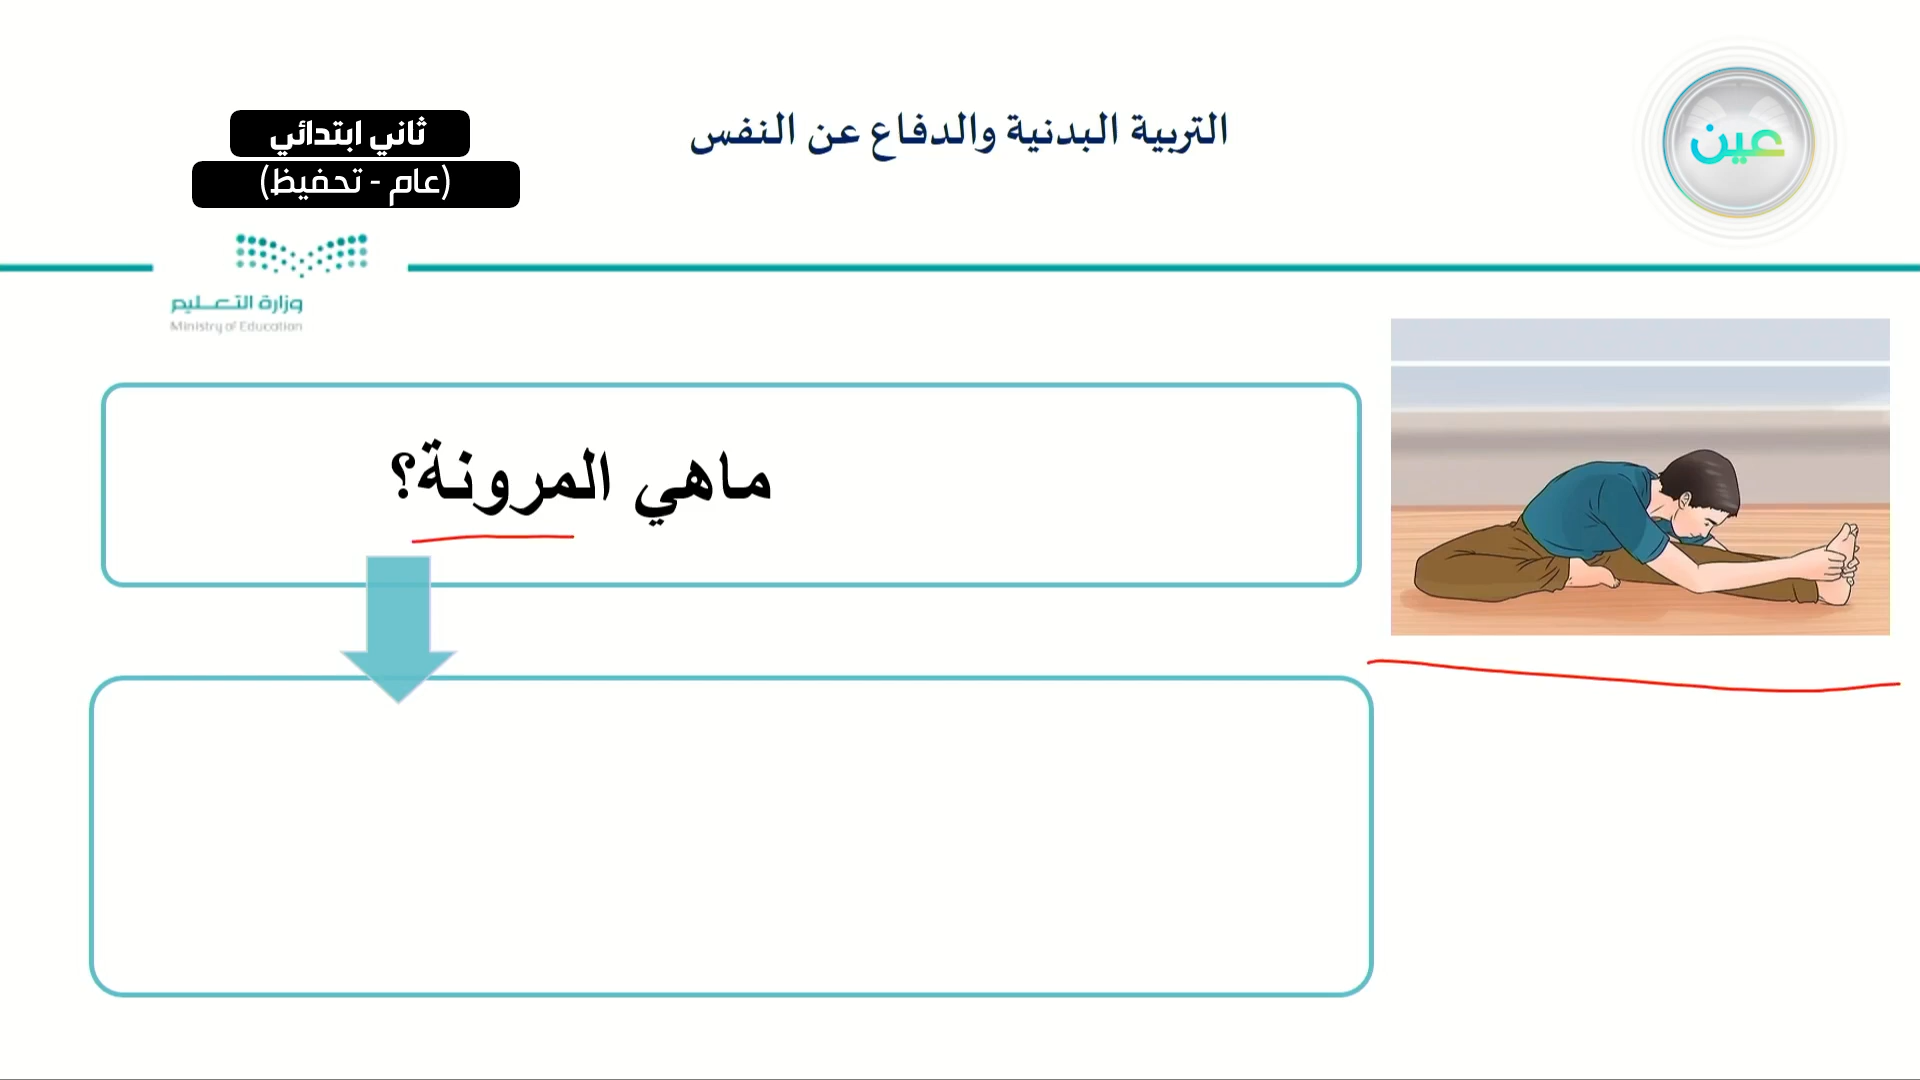 عين
التربية البدنية والدفاع عن النفس
ثاني ابتدائي
(عام - تحفيظ)
وزارة التعليم
Ministry of Education
ماهي المرونة؟